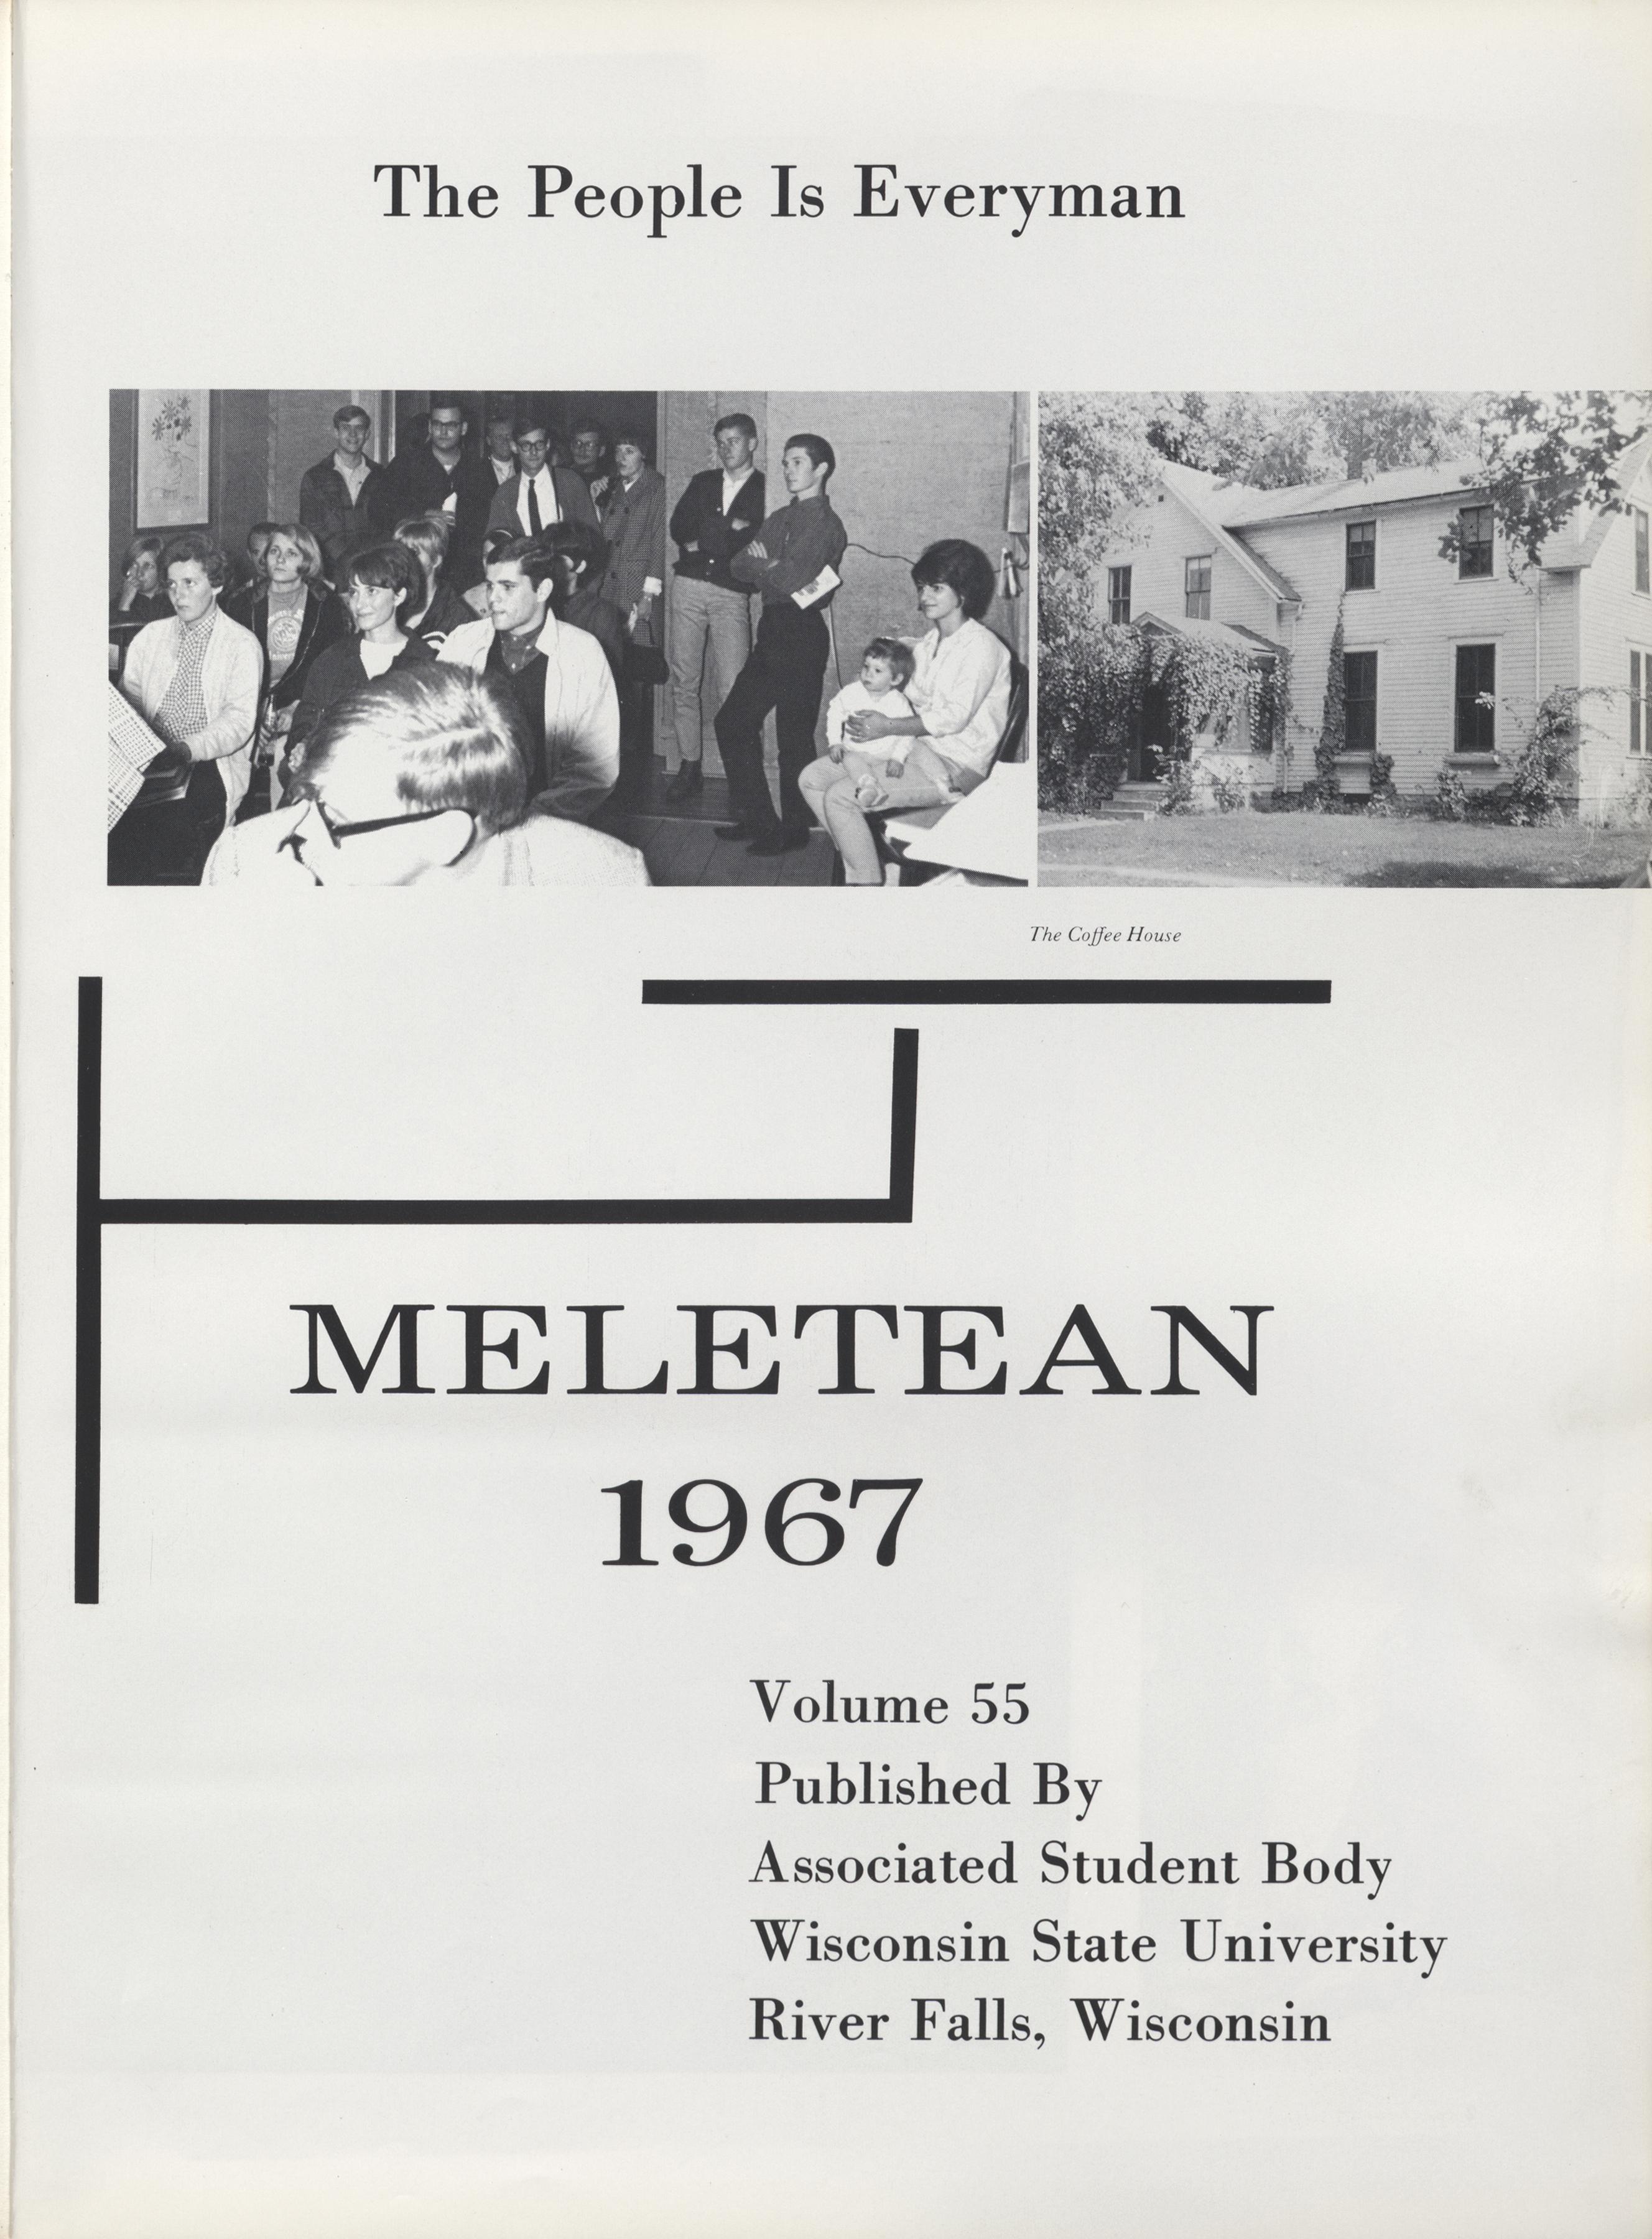 The People Is Everyman
The Coffee House
MELETEAN
1967
Volume 55
Published By
Associated Student Body
Wisconsin State University
River Falls, Wisconsin